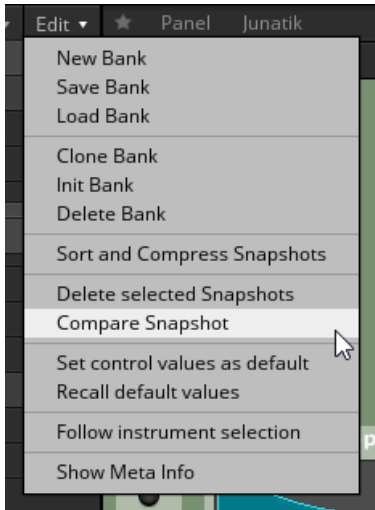 Edit ▾ ★ Panel Junatik
New Bank
Save Bank
Load Bank
Clone Bank
Init Bank
Delete Bank
Sort and Compress Snapshots
Delete selected Snapshots
Compare Snapshot
Set control values as default
Recall default values
Follow instrument selection
p
Show Meta Info